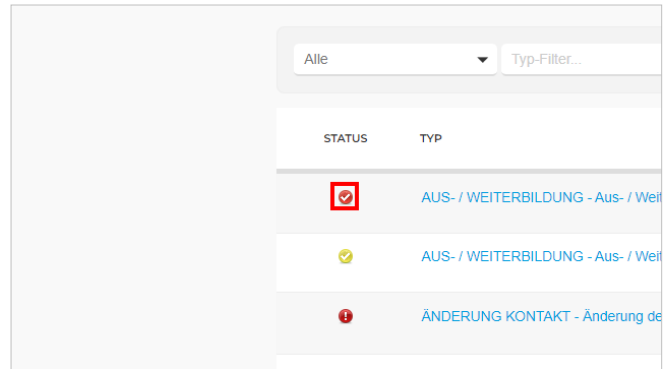 Alle Typ-Filter...
STATUS TYP
AUS- / WEITERBILDUNG - Aus- / Weit
AUS- / WEITERBILDUNG - Aus- / Weit
ÄNDERUNG KONTAKT - Änderung de